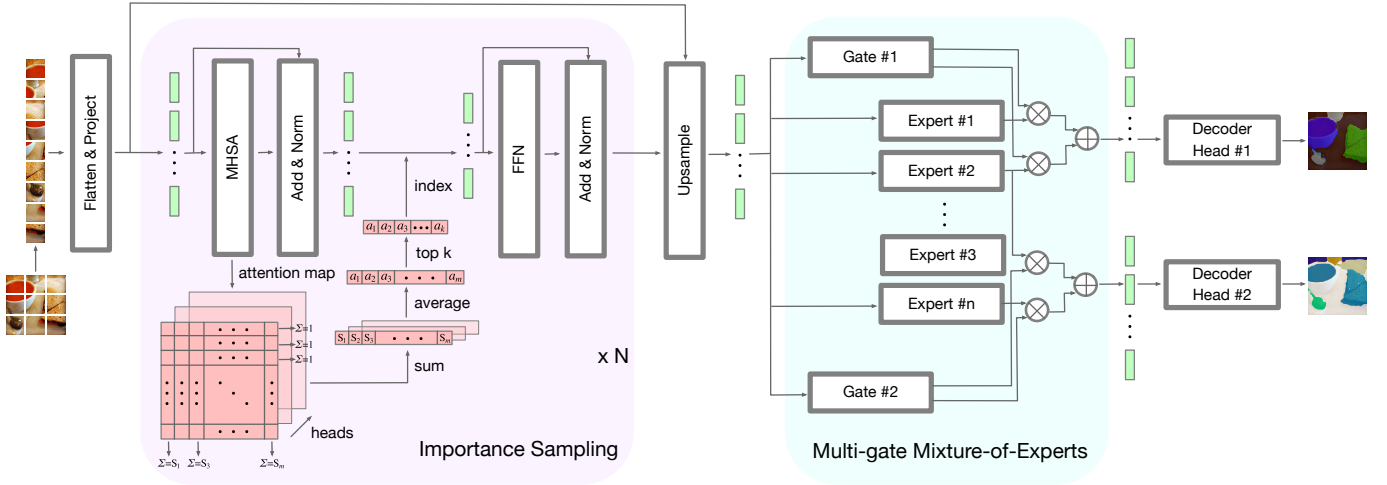 Flatten & Project
MHSA
Add & Norm
attention map
Σ=1
Σ=1
Σ=1
Σ=S₁
Σ=S₃
Σ=Sₘ
heads
sum
S₁ S₂ S₃ • • • Sₘ
average
a₁ a₂ a₃ • • • aₘ
top k
a₁ a₂ a₃ ••• aₖ
index
FFN
Add & Norm
x N
Importance Sampling
Upsample
Gate #1
Expert #1
Expert #2
Expert #3
Expert #n
Gate #2
Multi-gate Mixture-of-Experts
Decoder
Head #1
Decoder
Head #2